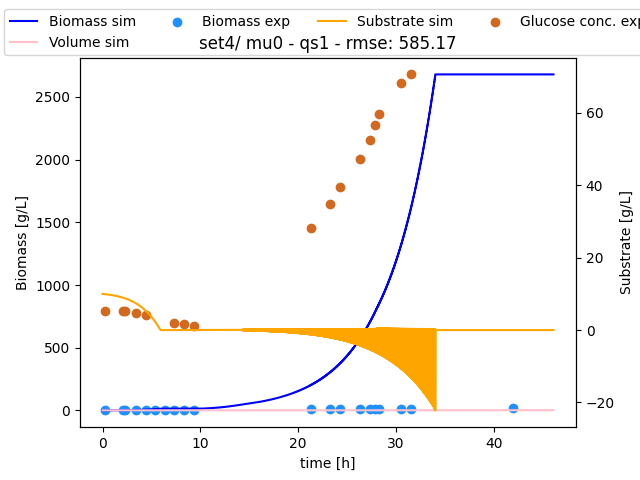 Biomass sim
Biomass exp
Substrate sim
Glucose conc. exp
Volume sim
set4/ mu0 - qs1 - rmse: 585.17
Biomass [g/L]
2500
2000
1500
1000
500
0
Substrate [g/L]
60
40
20
0
−20
0
10
20
30
40
time [h]